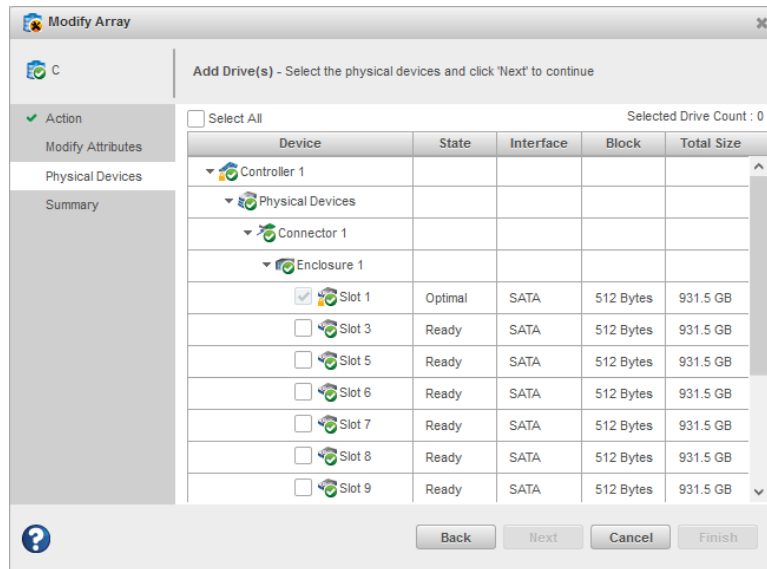 Modify Array
C
Add Drive(s) - Select the physical devices and click 'Next' to continue
Action
Modify Attributes
Physical Devices
Summary
Select All
Selected Drive Count : 0
Device State Interface Block Total Size
Controller 1
Physical Devices
Connector 1
Enclosure 1
Slot 1 Optimal SATA 512 Bytes 931.5 GB
Slot 3 Ready SATA 512 Bytes 931.5 GB
Slot 5 Ready SATA 512 Bytes 931.5 GB
Slot 6 Ready SATA 512 Bytes 931.5 GB
Slot 7 Ready SATA 512 Bytes 931.5 GB
Slot 8 Ready SATA 512 Bytes 931.5 GB
Slot 9 Ready SATA 512 Bytes 931.5 GB
? Back Next Cancel Finish